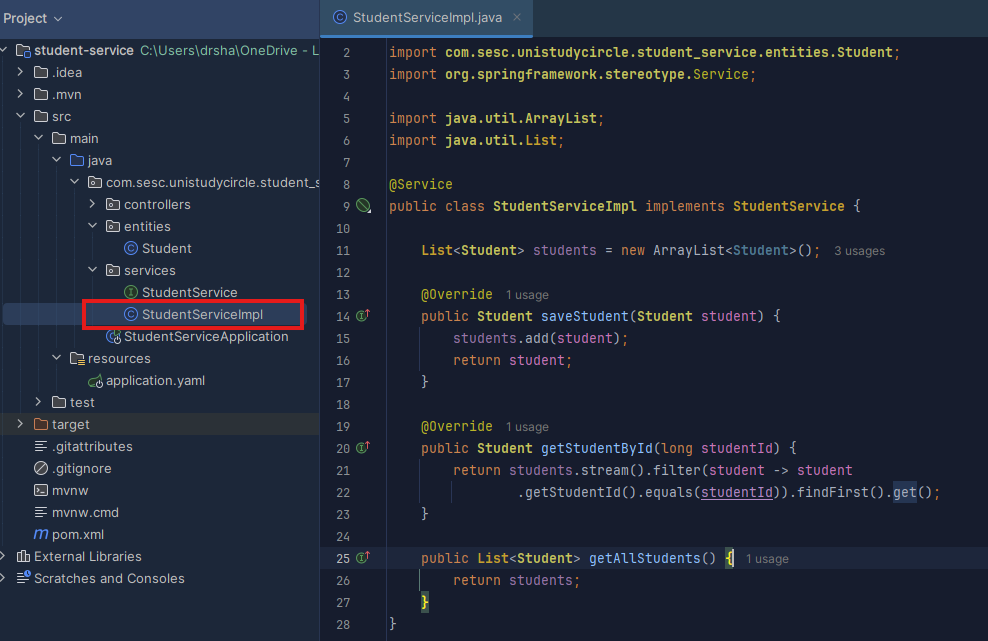 Project
student-service C:\Users\drsha\OneDrive - L
.idea
.mvn
src
main
java
com.sesc.unistudycircle.student_s
controllers
entities
Student
services
StudentService
StudentServiceImpl
StudentServiceApplication
resources
application.yaml
test
target
.gitattributes
.gitignore
mvnw
mvnw.cmd
pom.xml
External Libraries
Scratches and Consoles
StudentServiceImpl.java
2 import com.sesc.unistudycircle.student_service.entities.Student;
3 import org.springframework.stereotype.Service;
4
5 import java.util.ArrayList;
6 import java.util.List;
7
8 @Service
9 public class StudentServiceImpl implements StudentService {
10
11 List<Student> students = new ArrayList<Student>(); 3 usages
12
13 @Override 1 usage
14 public Student saveStudent(Student student) {
15 students.add(student);
16 return student;
17 }
18
19 @Override 1 usage
20 public Student getStudentById(long studentId) {
21 return students.stream().filter(student -> student
22 .getStudentId().equals(studentId)).findFirst().get();
23 }
24
25 public List<Student> getAllStudents() { 1 usage
26 return students;
27 }
28 }